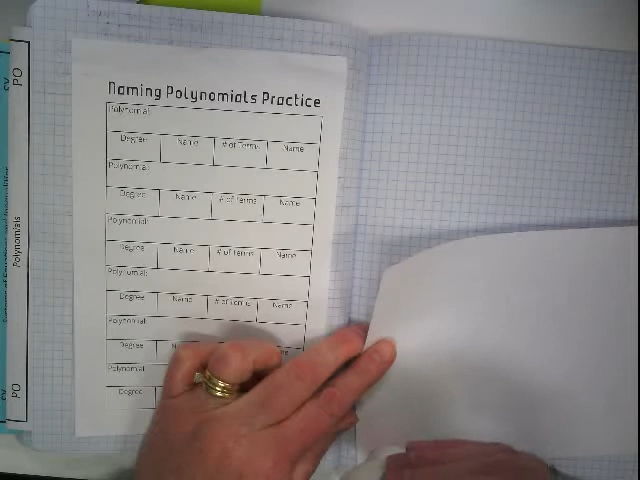 Naming Polynomials Practice
Polynomial:
Degree Name # of Terms Name
Polynomial:
Degree Name # of Terms Name
Polynomial:
Degree Name # of Terms Name
Polynomial:
Degree Name # of Terms Name
Polynomial:
Degree
Polynomial
Degree
PO
Polynomials
PO